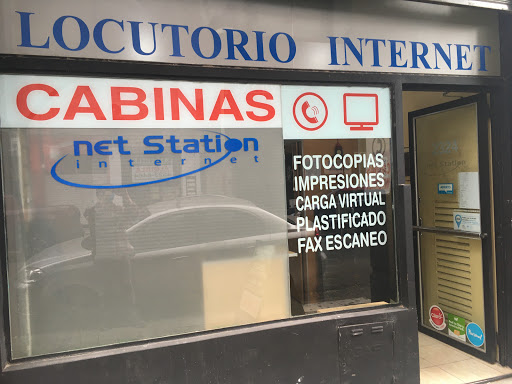 LOCUTORIO INTERNET
CABINAS
net Station
internet
FOTOCOPIAS
IMPRESIONES
CARGA VIRTUAL
PLASTIFICADO
FAX ESCANEO